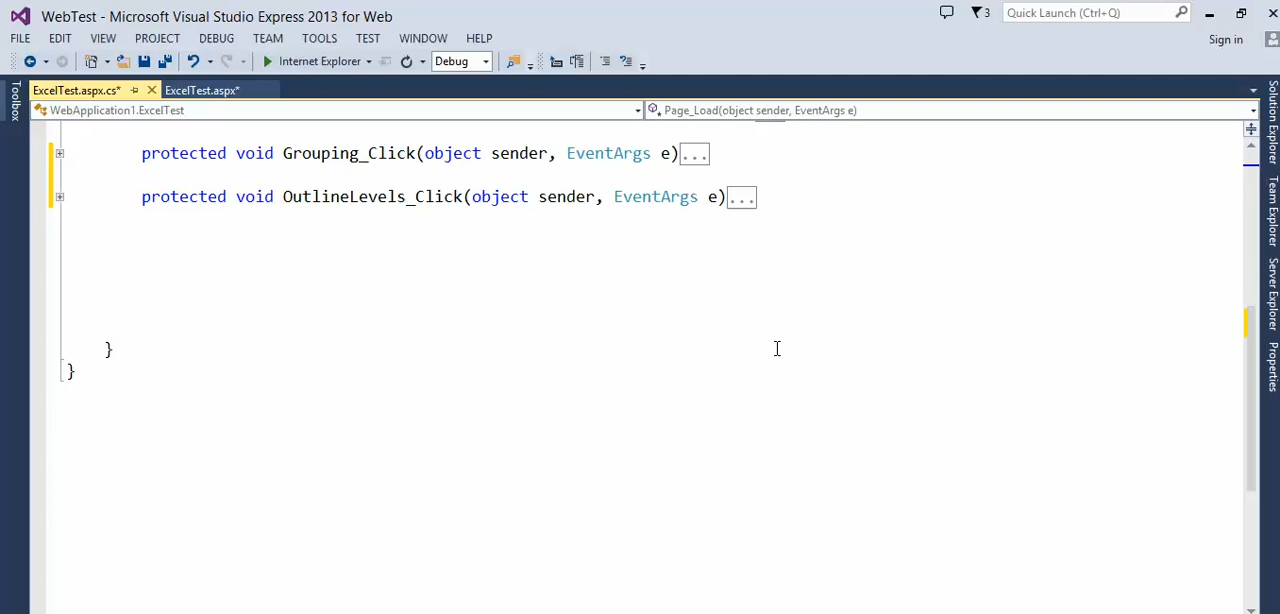 WebTest - Microsoft Visual Studio Express 2013 for Web
3
Quick Launch (Ctrl+Q)
FILE EDIT VIEW PROJECT DEBUG TEAM TOOLS TEST WINDOW HELP
Sign in
Internet Explorer
Debug
ExcelTest.aspx.cs*
ExcelTest.aspx*
WebApplication1.ExcelTest
Page_Load(object sender, EventArgs e)
protected void Grouping_Click(object sender, EventArgs e)...
protected void OutlineLevels_Click(object sender, EventArgs e)...
}
}
Toolbox
Solution Explorer
Team Explorer
Server Explorer
Properties